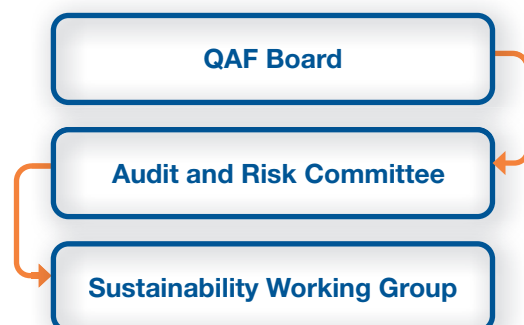 QAF Board
Audit and Risk Committee
Sustainability Working Group